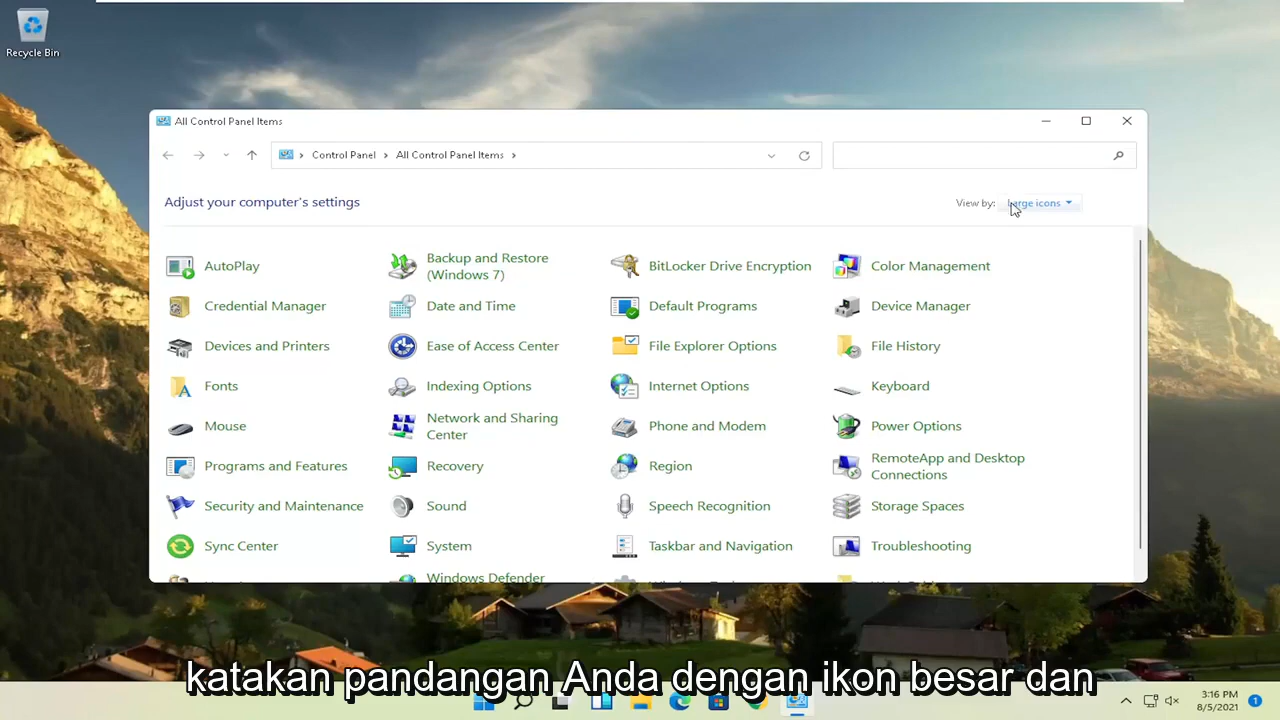 Recycle Bin
All Control Panel Items
Control Panel
All Control Panel Items
Adjust your computer's settings
View by: Large icons
AutoPlay
Backup and Restore
(Windows 7)
BitLocker Drive Encryption
Color Management
Credential Manager
Date and Time
Default Programs
Device Manager
Devices and Printers
Ease of Access Center
File Explorer Options
File History
Fonts
Indexing Options
Internet Options
Keyboard
Mouse
Network and Sharing
Center
Phone and Modem
Power Options
Programs and Features
Recovery
Region
RemoteApp and Desktop
Connections
Security and Maintenance
Sound
Speech Recognition
Storage Spaces
Sync Center
System
Taskbar and Navigation
Troubleshooting
Windows Defender
katakan pandangan Anda dengan ikon besar dan
3:16 PM
8/5/2021
1